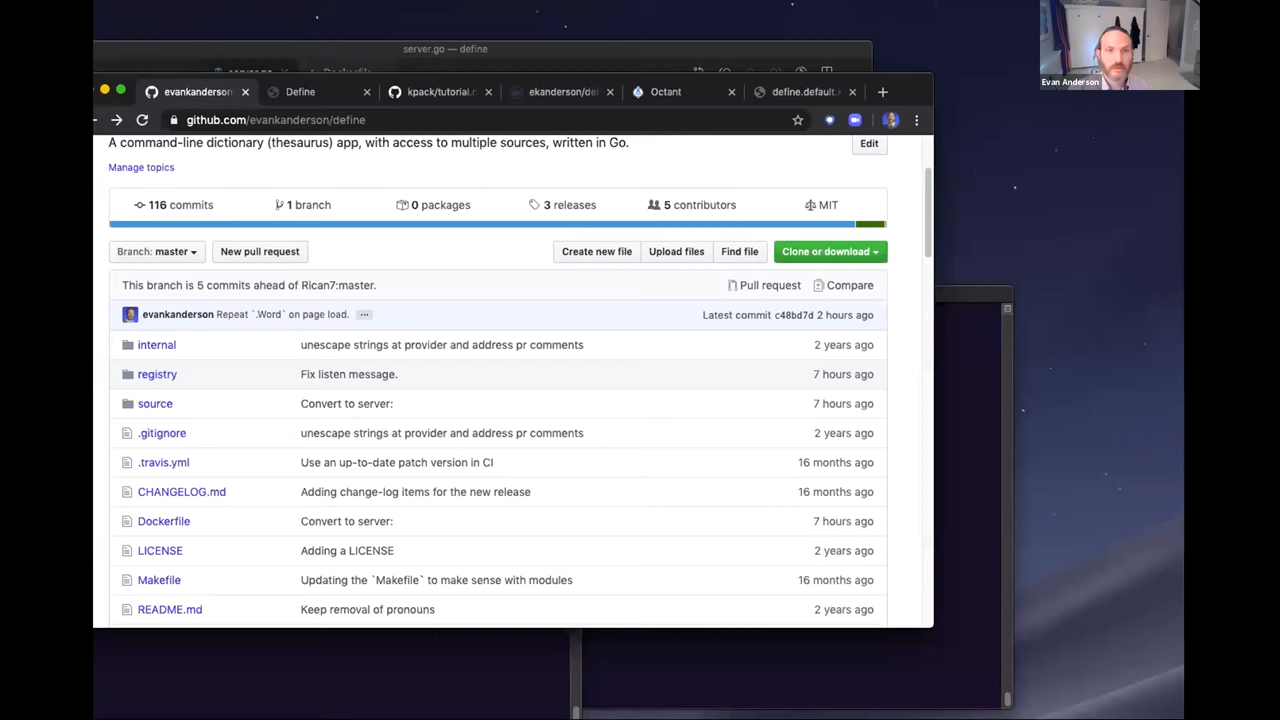 server.go — define
Evan Anderson
evankanderson
Define
kpack/tutorial.
ekanderson/de
Octant
define.default.
github.com/evankanderson/define
A command-line dictionary (thesaurus) app, with access to multiple sources, written in Go.
Edit
Manage topics
116 commits
1 branch
0 packages
3 releases
5 contributors
MIT
Branch: master
New pull request
Create new file
Upload files
Find file
Clone or download
This branch is 5 commits ahead of Rican7:master.
Pull request
Compare
evankanderson Repeat `.Word` on page load.
Latest commit c48bd7d 2 hours ago
internal
unescape strings at provider and address pr comments
2 years ago
registry
Fix listen message.
7 hours ago
source
Convert to server:
7 hours ago
.gitignore
unescape strings at provider and address pr comments
2 years ago
.travis.yml
Use an up-to-date patch version in CI
16 months ago
CHANGELOG.md
Adding change-log items for the new release
16 months ago
Dockerfile
Convert to server:
7 hours ago
LICENSE
Adding a LICENSE
2 years ago
Makefile
Updating the `Makefile` to make sense with modules
16 months ago
README.md
Keep removal of pronouns
2 years ago